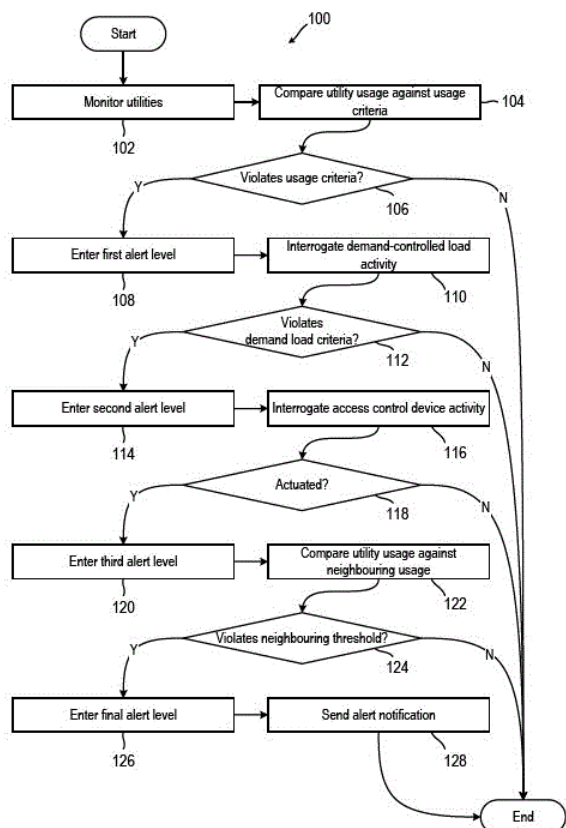 Start
100
Monitor utilities
102
Compare utility usage against usage
criteria
104
Violates usage criteria?
106
Y
N
Enter first alert level
108
Interrogate demand-controlled load
activity
110
Violates
demand load criteria?
112
Y
N
Enter second alert level
114
Interrogate access control device activity
116
Actuated?
118
Y
N
Enter third alert level
120
Compare utility usage against
neighbouring usage
122
Violates neighbouring threshold?
124
Y
N
Enter final alert level
126
Send alert notification
128
End